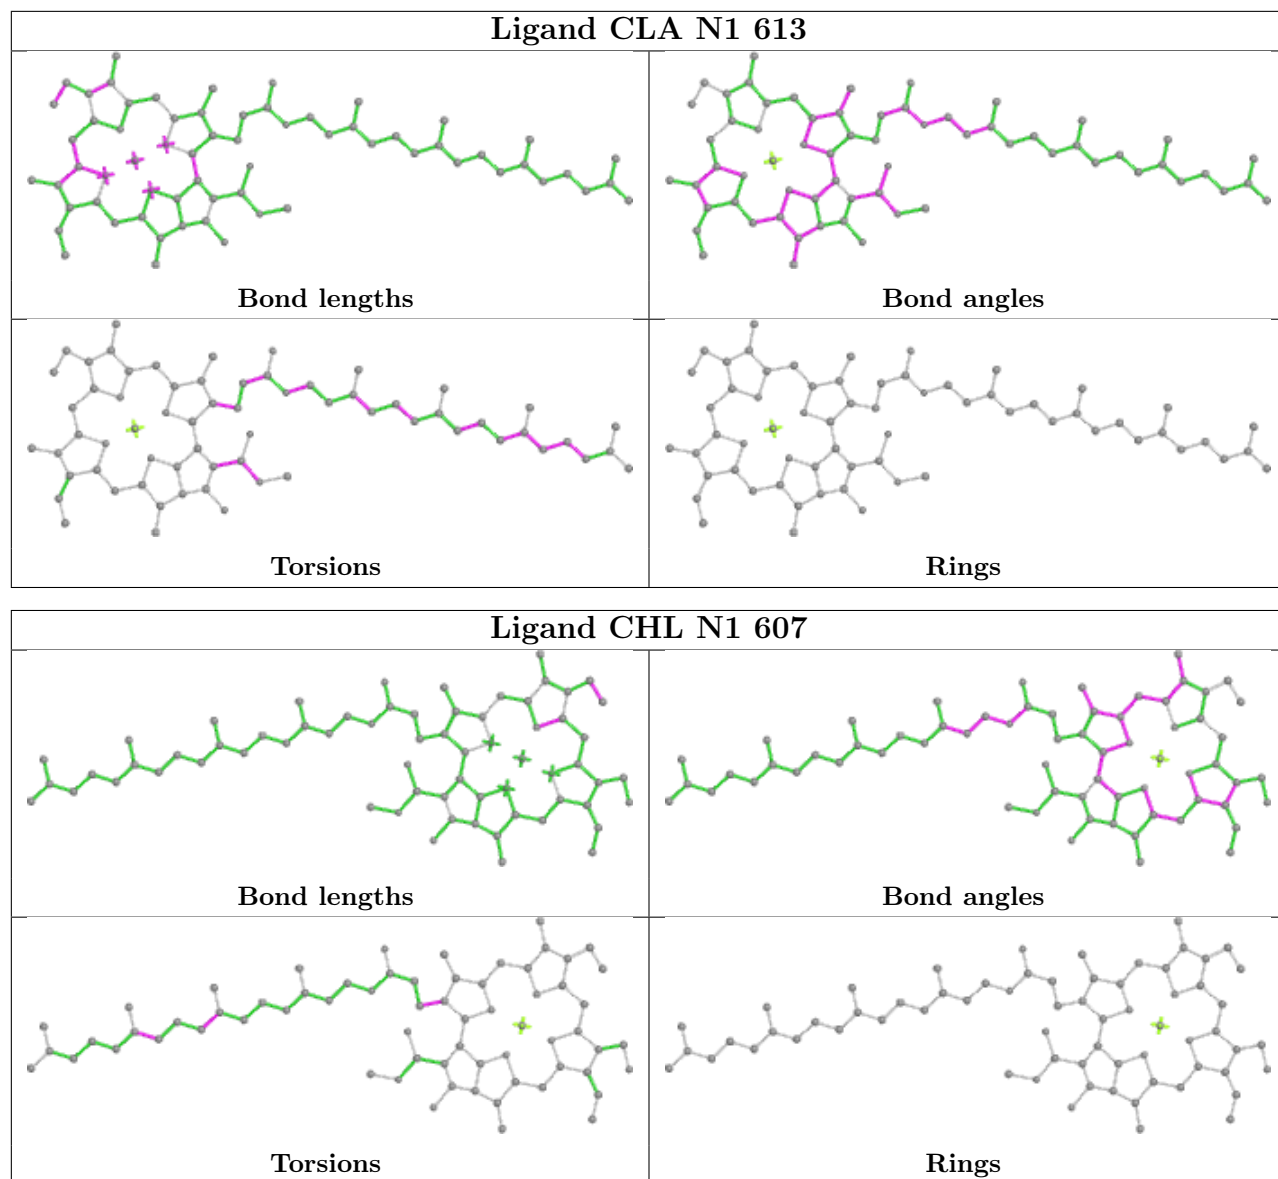 Ligand CLA N1 613
Bond lengths
Bond angles
Torsions
Rings
Ligand CHL N1 607
Bond lengths
Bond angles
Torsions
Rings